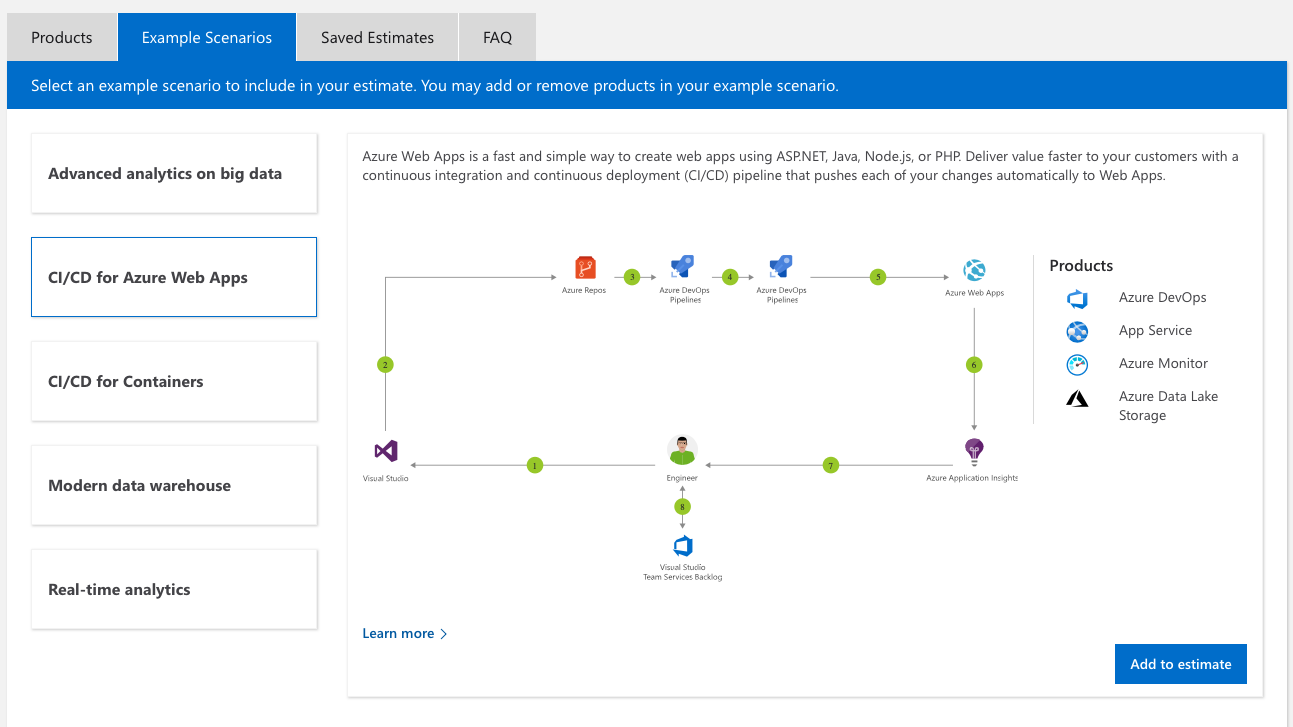 Products
Example Scenarios
Saved Estimates
FAQ
Select an example scenario to include in your estimate. You may add or remove products in your example scenario.
Advanced analytics on big data
CI/CD for Azure Web Apps
CI/CD for Containers
Modern data warehouse
Real-time analytics
Azure Web Apps is a fast and simple way to create web apps using ASP.NET, Java, Node.js, or PHP. Deliver value faster to your customers with a
continuous integration and continuous deployment (CI/CD) pipeline that pushes each of your changes automatically to Web Apps.
Azure Repos
3
Azure DevOps
Pipelines
4
Azure DevOps
Pipelines
5
Azure Web Apps
2
6
Visual Studio
1
Engineer
7
Azure Application Insights
8
Visual Studio
Team Services Backlog
Products
Azure DevOps
App Service
Azure Monitor
Azure Data Lake
Storage
Learn more
Add to estimate